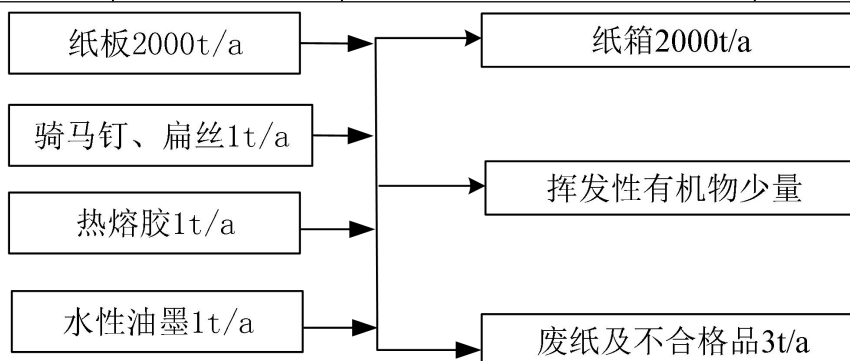 纸板2000t/a
纸箱2000t/a
骑马钉、扁丝1t/a
挥发性有机物少量
热熔胶1t/a
水性油墨1t/a
废纸及不合格品3t/a